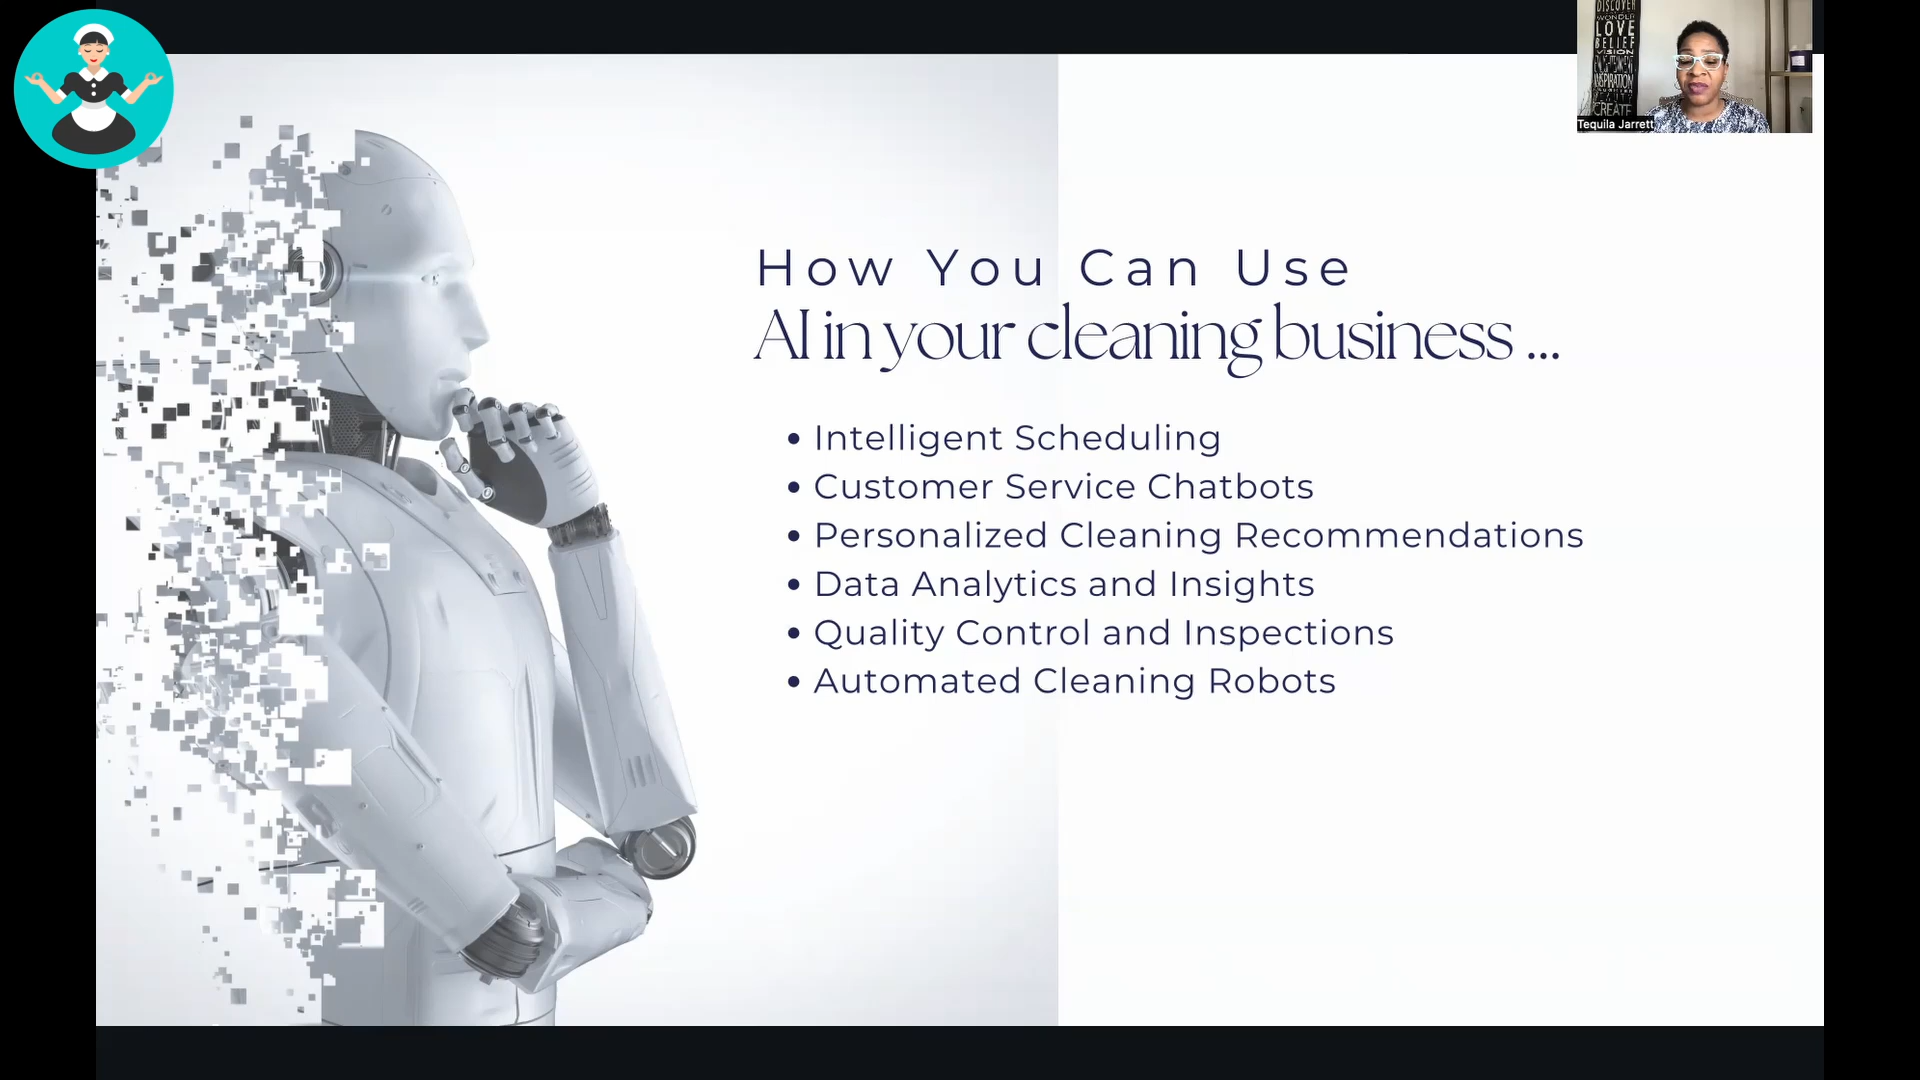 How You Can Use
AI in your cleaning business ...
• Intelligent Scheduling
• Customer Service Chatbots
• Personalized Cleaning Recommendations
• Data Analytics and Insights
• Quality Control and Inspections
• Automated Cleaning Robots
DISCOVER
WONDER
LOVE
BELIEF
VISION
INSPIRATION
CREATE
Tequila Jarrett